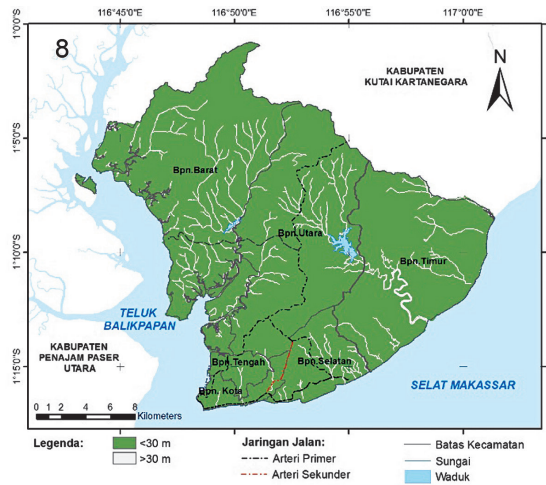 116°45'0"E 116°50'0"E 116°55'0"E 117°0'0"E
1°0'0"S
8
KABUPATEN
KUTAI KARTANEGARA
N
1°5'0"S
Bpn.Barat
Bpn.Utara
1°10'0"S
Bpn.Timur
TELUK
BALIKPAPAN
KABUPATEN
PENAJAM PASER
UTARA
1°15'0"S
Bpn.Tengah
Bpn.Selatan
Bpn. Kota
SELAT MAKASSAR
0 1 2 4 6 8
Kilometers
Legenda:
<30 m
>30 m
Jaringan Jalan:
Arteri Primer
Arteri Sekunder
Batas Kecamatan
Sungai
Waduk